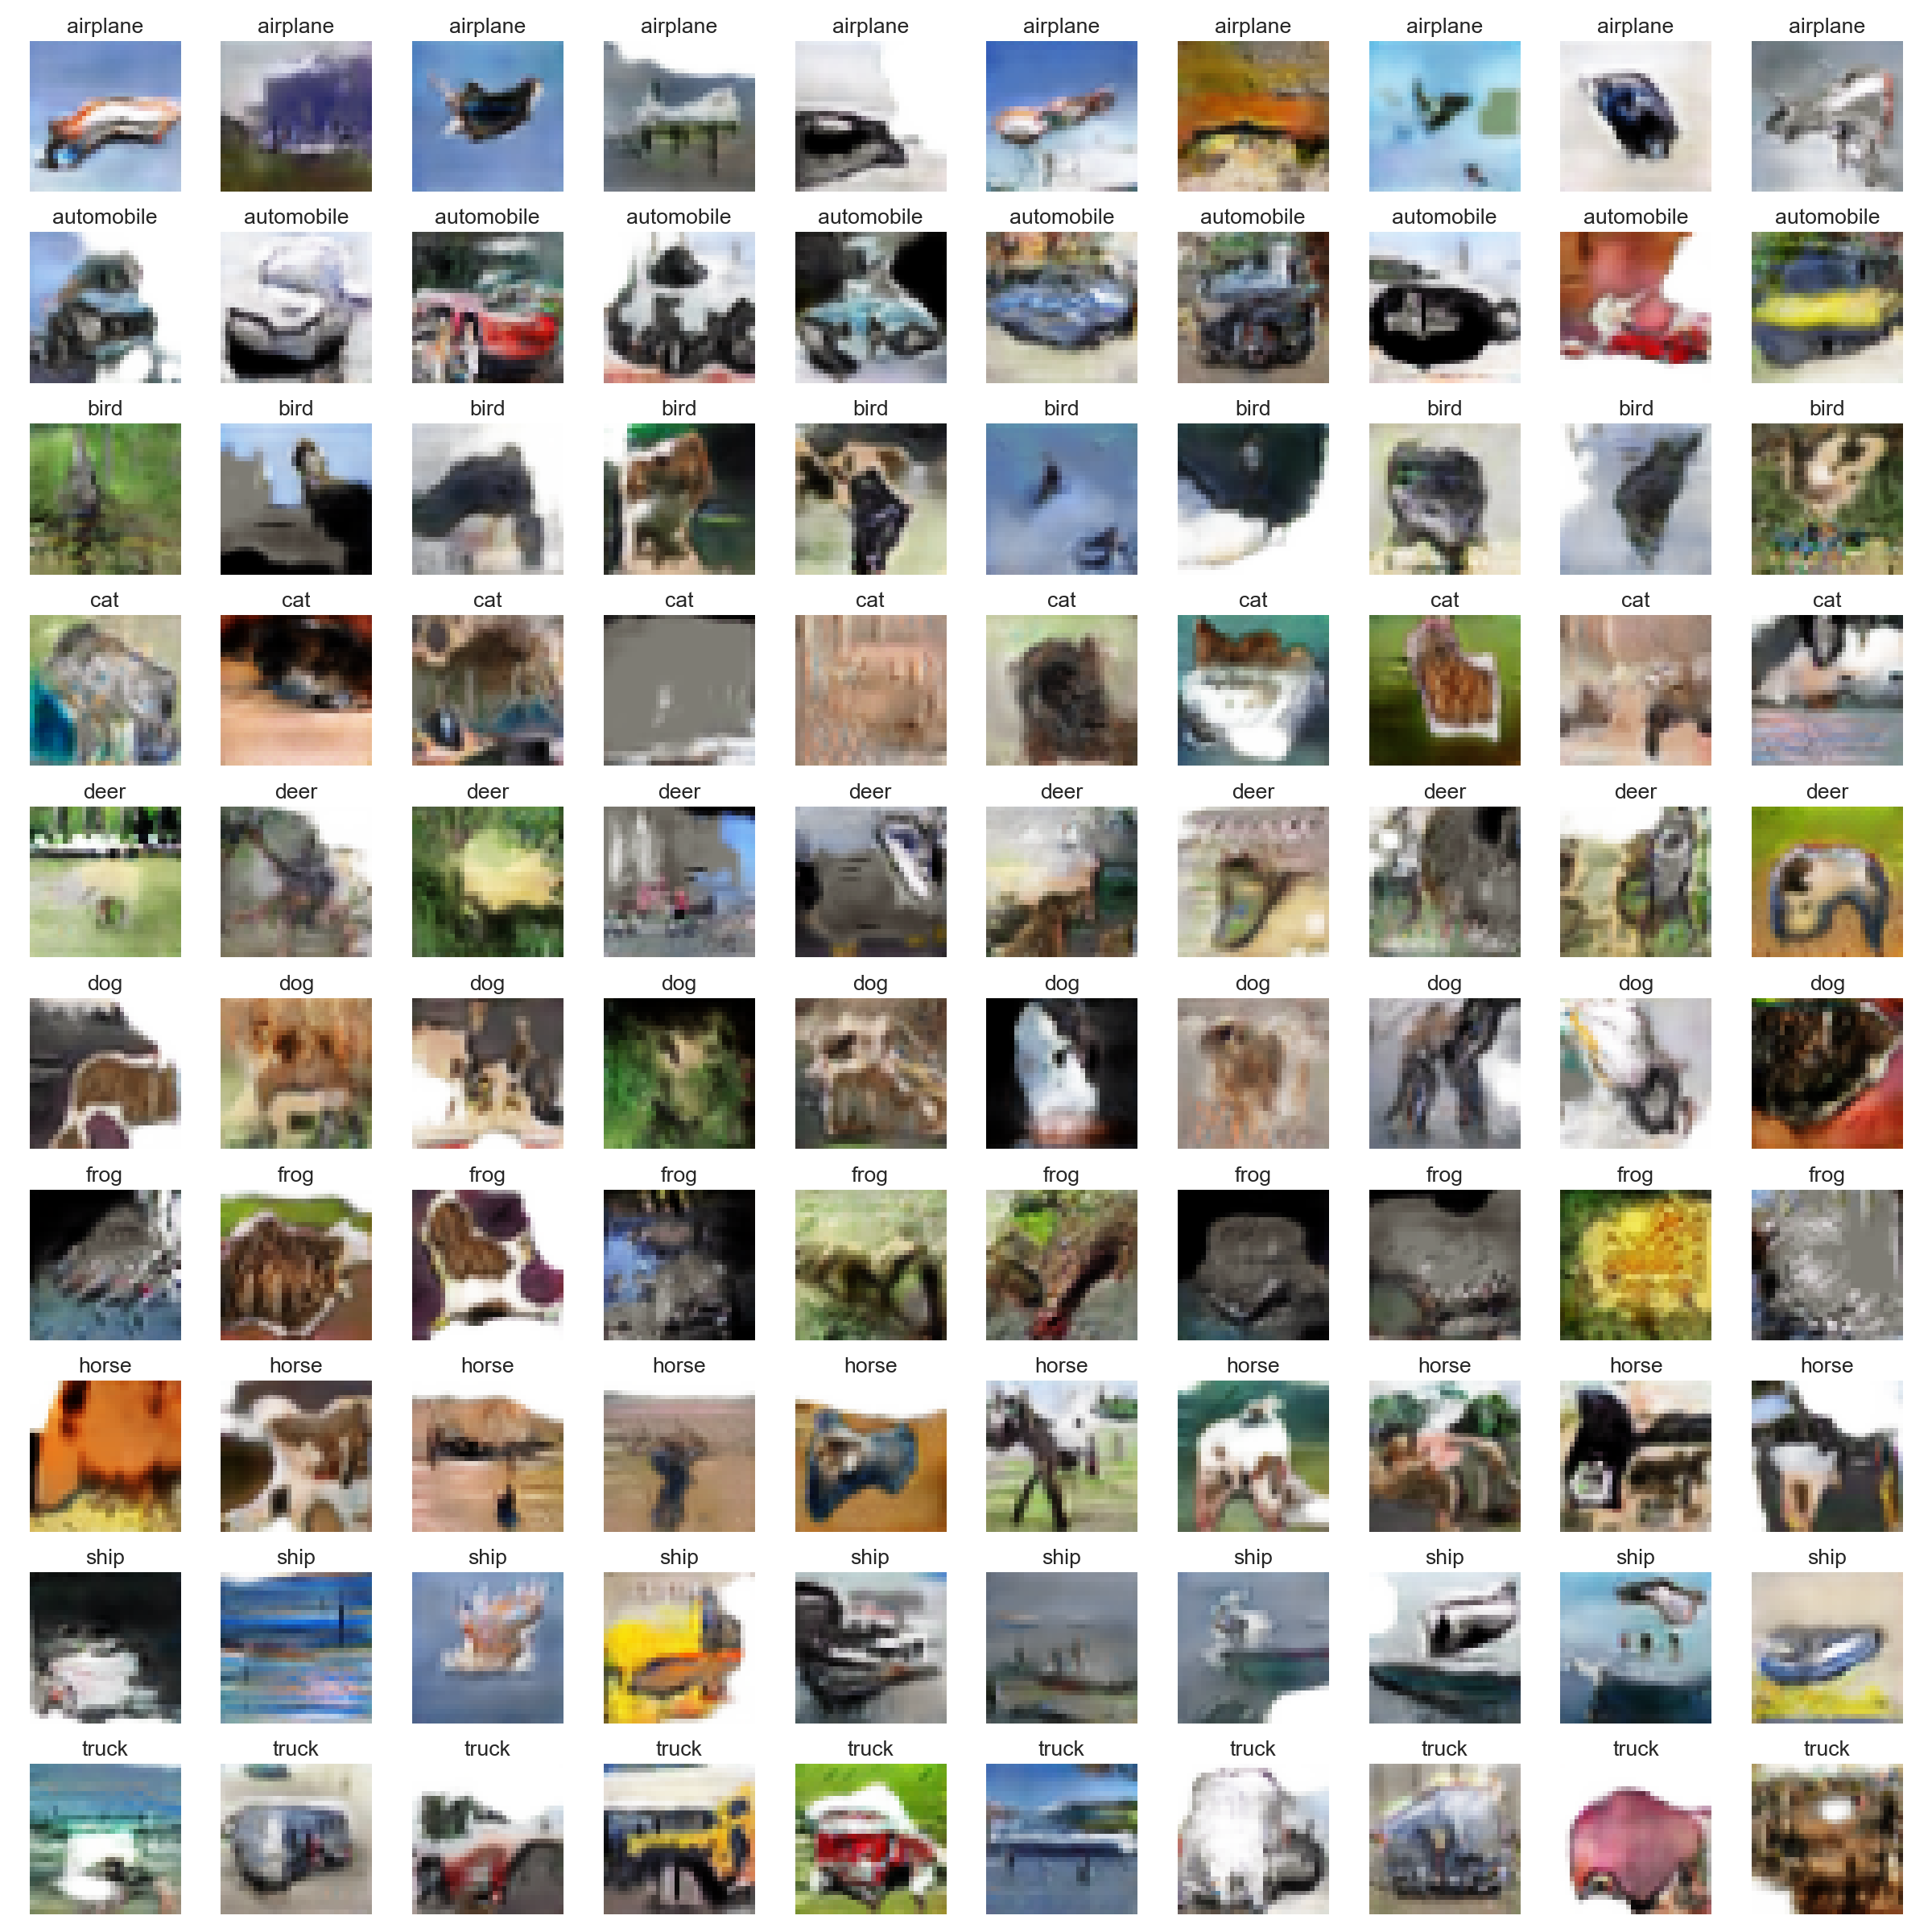 airplane airplane airplane airplane airplane airplane airplane airplane airplane airplane
automobile automobile automobile automobile automobile automobile automobile automobile automobile automobile
bird bird bird bird bird bird bird bird bird bird
cat cat cat cat cat cat cat cat cat cat
deer deer deer deer deer deer deer deer deer deer
dog dog dog dog dog dog dog dog dog dog
frog frog frog frog frog frog frog frog frog frog
horse horse horse horse horse horse horse horse horse horse
ship ship ship ship ship ship ship ship ship ship
truck truck truck truck truck truck truck truck truck truck